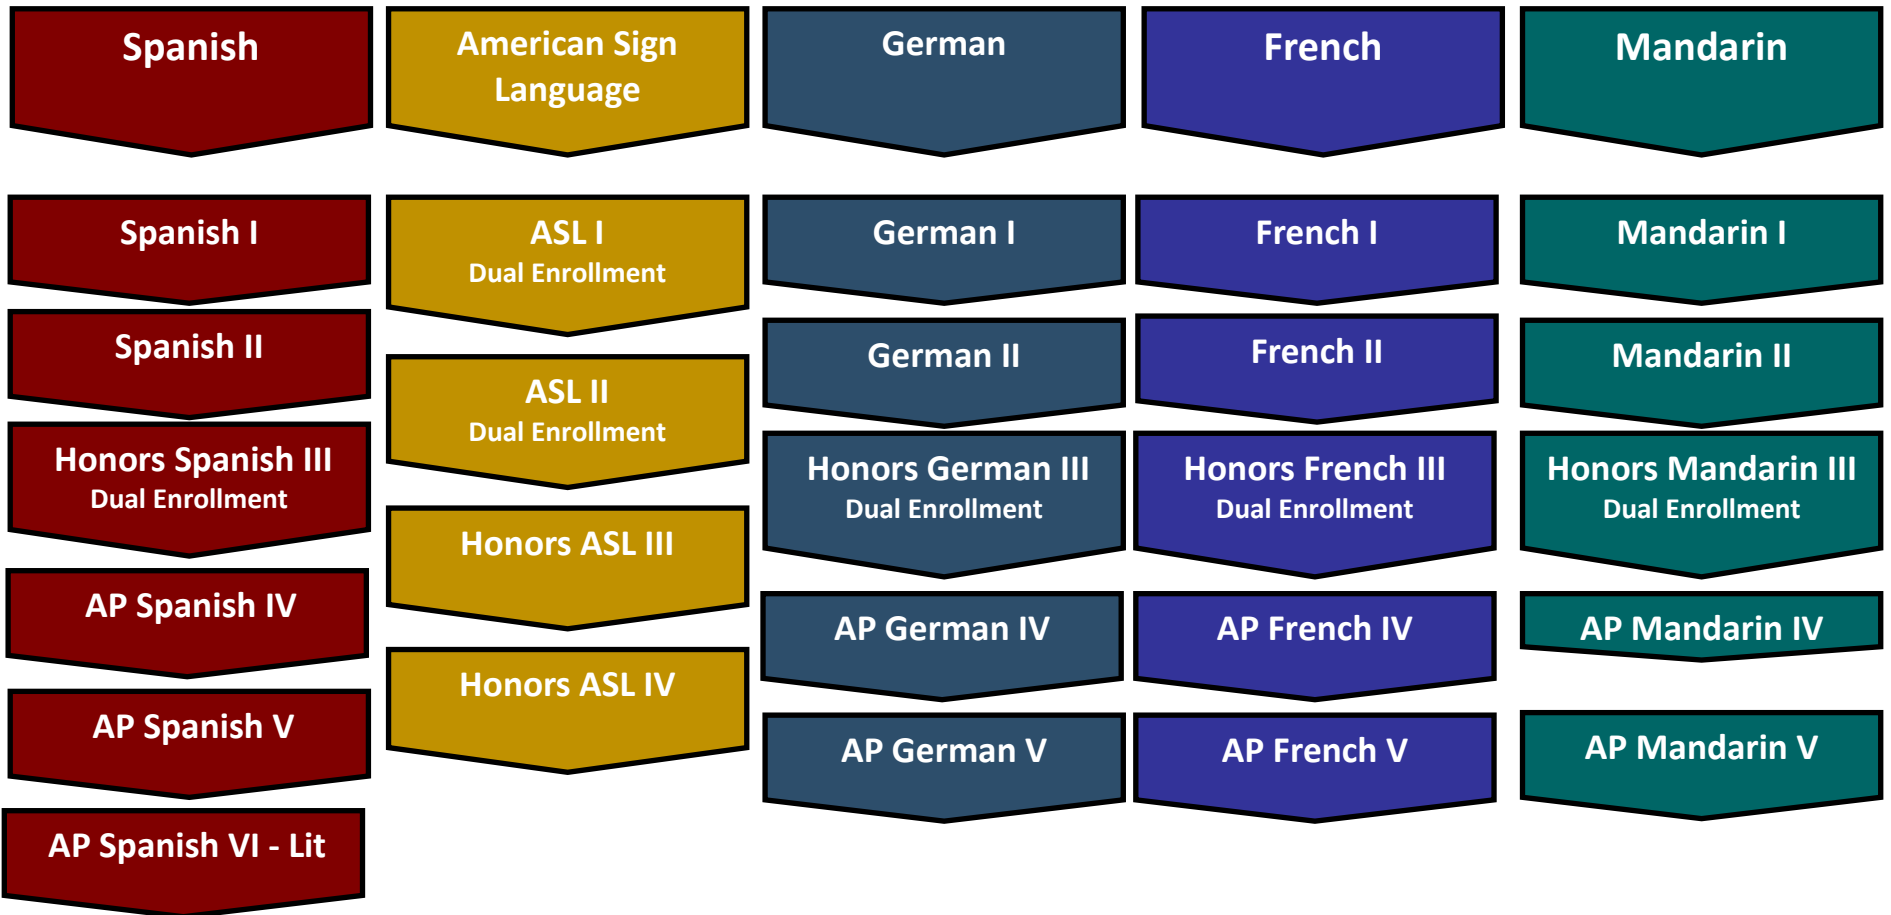 Spanish
American Sign
Language
German
French
Mandarin
Spanish I
Spanish II
Honors Spanish III
Dual Enrollment
AP Spanish IV
AP Spanish V
AP Spanish VI - Lit
ASL I
Dual Enrollment
ASL II
Dual Enrollment
Honors ASL III
Honors ASL IV
German I
German II
Honors German III
Dual Enrollment
AP German IV
AP German V
French I
French II
Honors French III
Dual Enrollment
AP French IV
AP French V
Mandarin I
Mandarin II
Honors Mandarin III
Dual Enrollment
AP Mandarin IV
AP Mandarin V